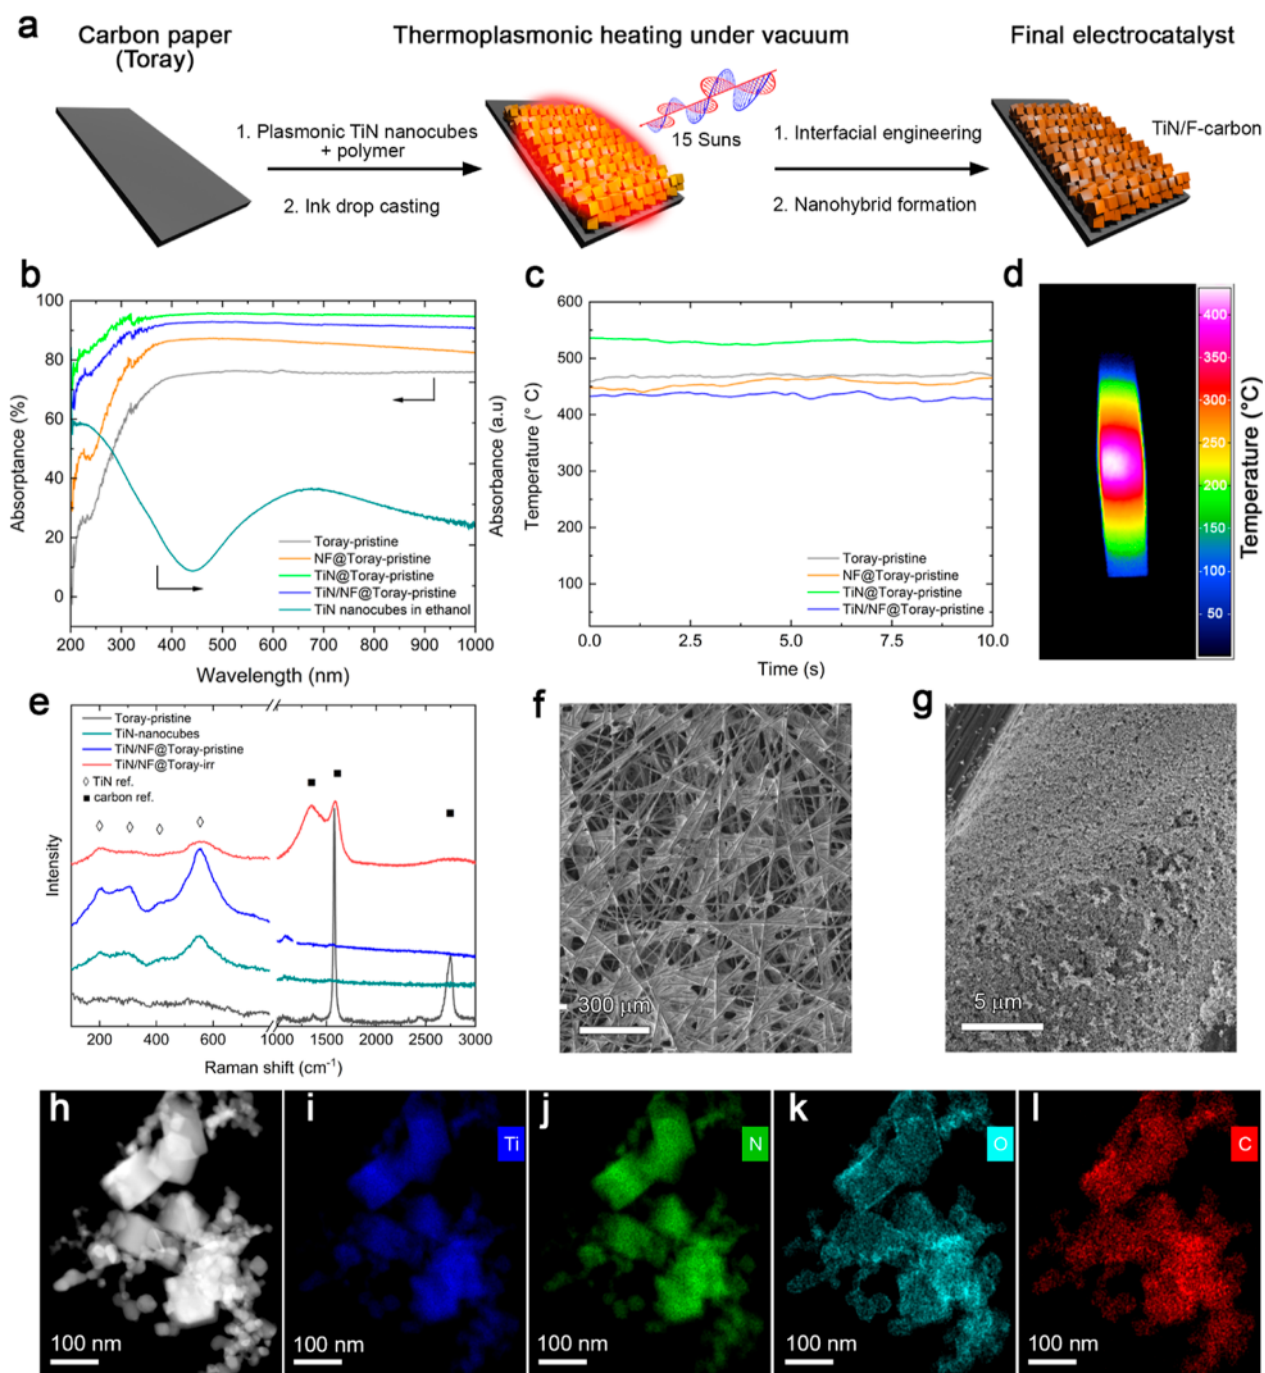 a
Carbon paper
(Toray)
Thermoplasmonic heating under vacuum
Final electrocatalyst
1. Plasmonic TiN nanocubes
+ polymer
2. Ink drop casting
15 Suns
1. Interfacial engineering
2. Nanohybrid formation
TiN/F-carbon
b
100
80
60
40
20
0
Absorptance (%)
Absorbance (a.u)
Toray-pristine
NF@Toray-pristine
TiN@Toray-pristine
TiN/NF@Toray-pristine
TiN nanocubes in ethanol
200 300 400 500 600 700 800 900 1000
Wavelength (nm)
c
600
500
400
300
200
100
Temperature (° C)
Toray-pristine
NF@Toray-pristine
TiN@Toray-pristine
TiN/NF@Toray-pristine
0.0 2.5 5.0 7.5 10.0
Time (s)
d
400
350
300
250
200
150
100
50
Temperature (°C)
e
Toray-pristine
TiN-nanocubes
TiN/NF@Toray-pristine
TiN/NF@Toray-irr
TiN ref.
carbon ref.
Intensity
200 400 600 800 1000 1500 2000 2500 3000
Raman shift (cm⁻¹)
f
300 μm
g
5 μm
h
100 nm
i
Ti
100 nm
j
N
100 nm
k
O
100 nm
l
C
100 nm